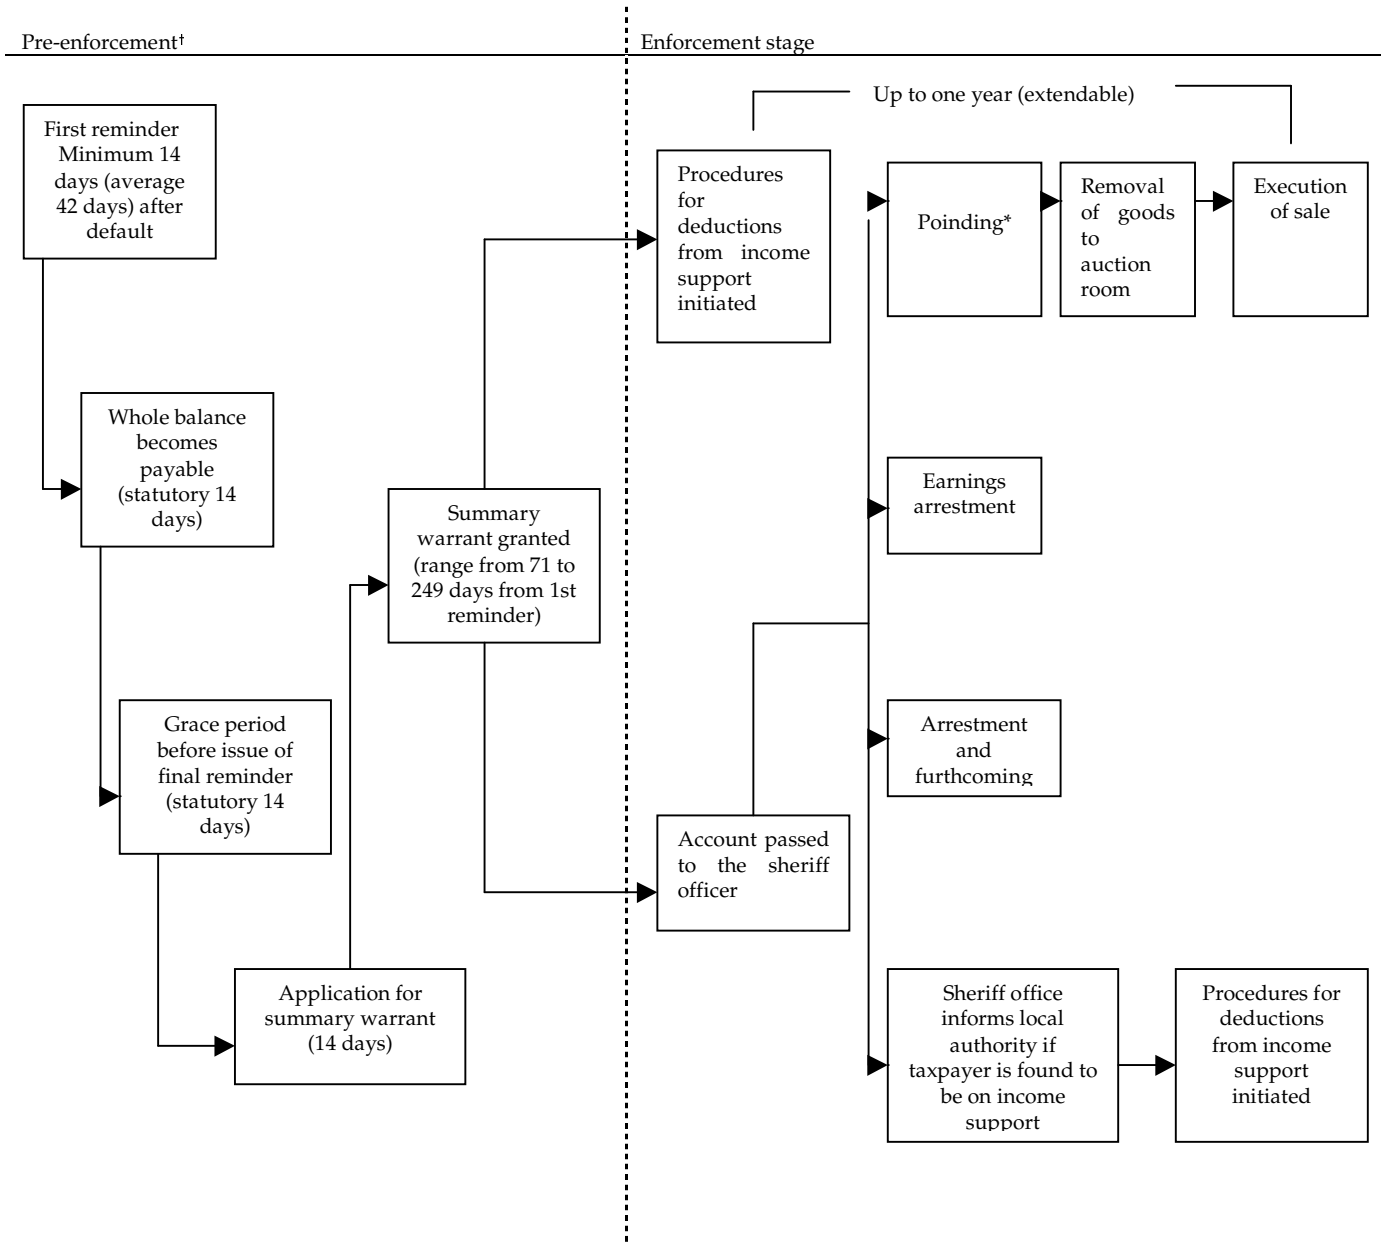 Pre-enforcement†
Enforcement stage
Up to one year (extendable)
First reminder
Minimum 14
days (average
42 days) after
default
Whole balance
becomes
payable
(statutory 14
days)
Grace period
before issue of
final reminder
(statutory 14
days)
Application for
summary warrant
(14 days)
Summary
warrant granted
(range from 71 to
249 days from 1st
reminder)
Procedures
for
deductions
from income
support
initiated
Account passed
to the sheriff
officer
Poinding*
Removal
of goods
to
auction
room
Execution
of sale
Earnings
arrestment
Arrestment
and
furthcoming
Sheriff office
informs local
authority if
taxpayer is found to
be on income
support
Procedures for
deductions
from income
support
initiated